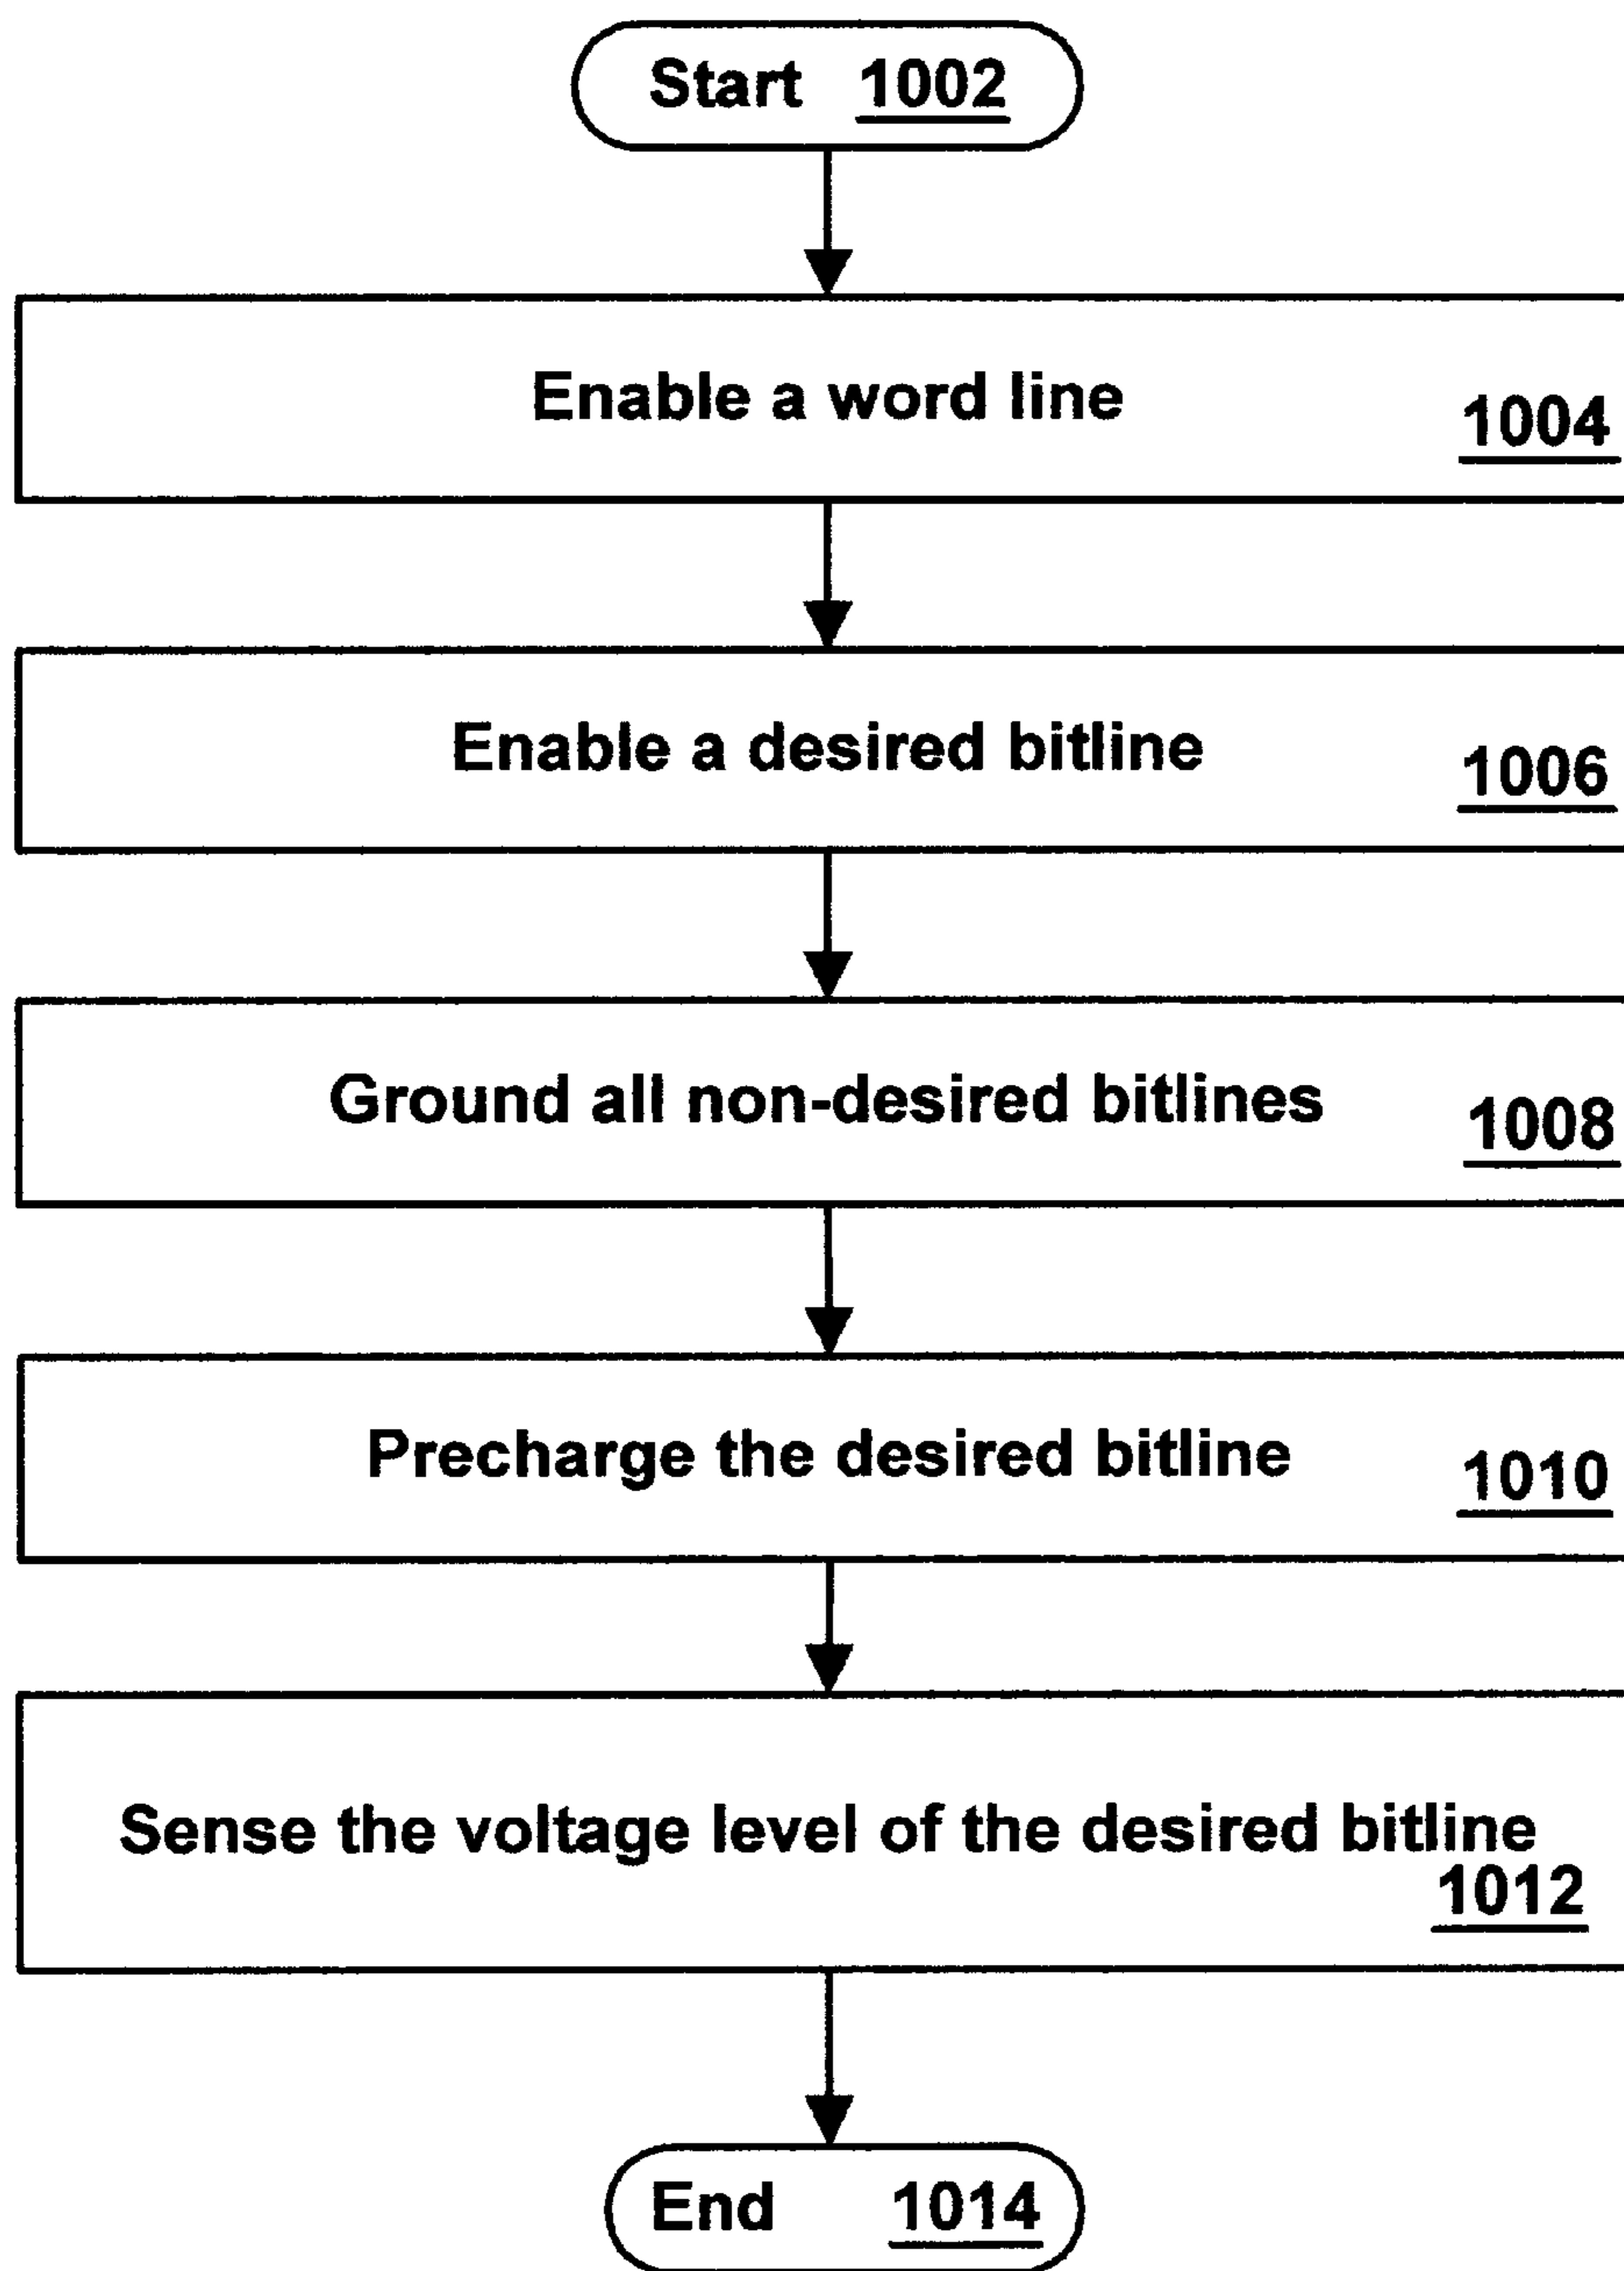 Start 1002
Enable a word line
1004
Enable a desired bitline
1006
Ground all non-desired bitlines
1008
Precharge the desired bitline
1010
Sense the voltage level of the desired bitline
1012
End 1014